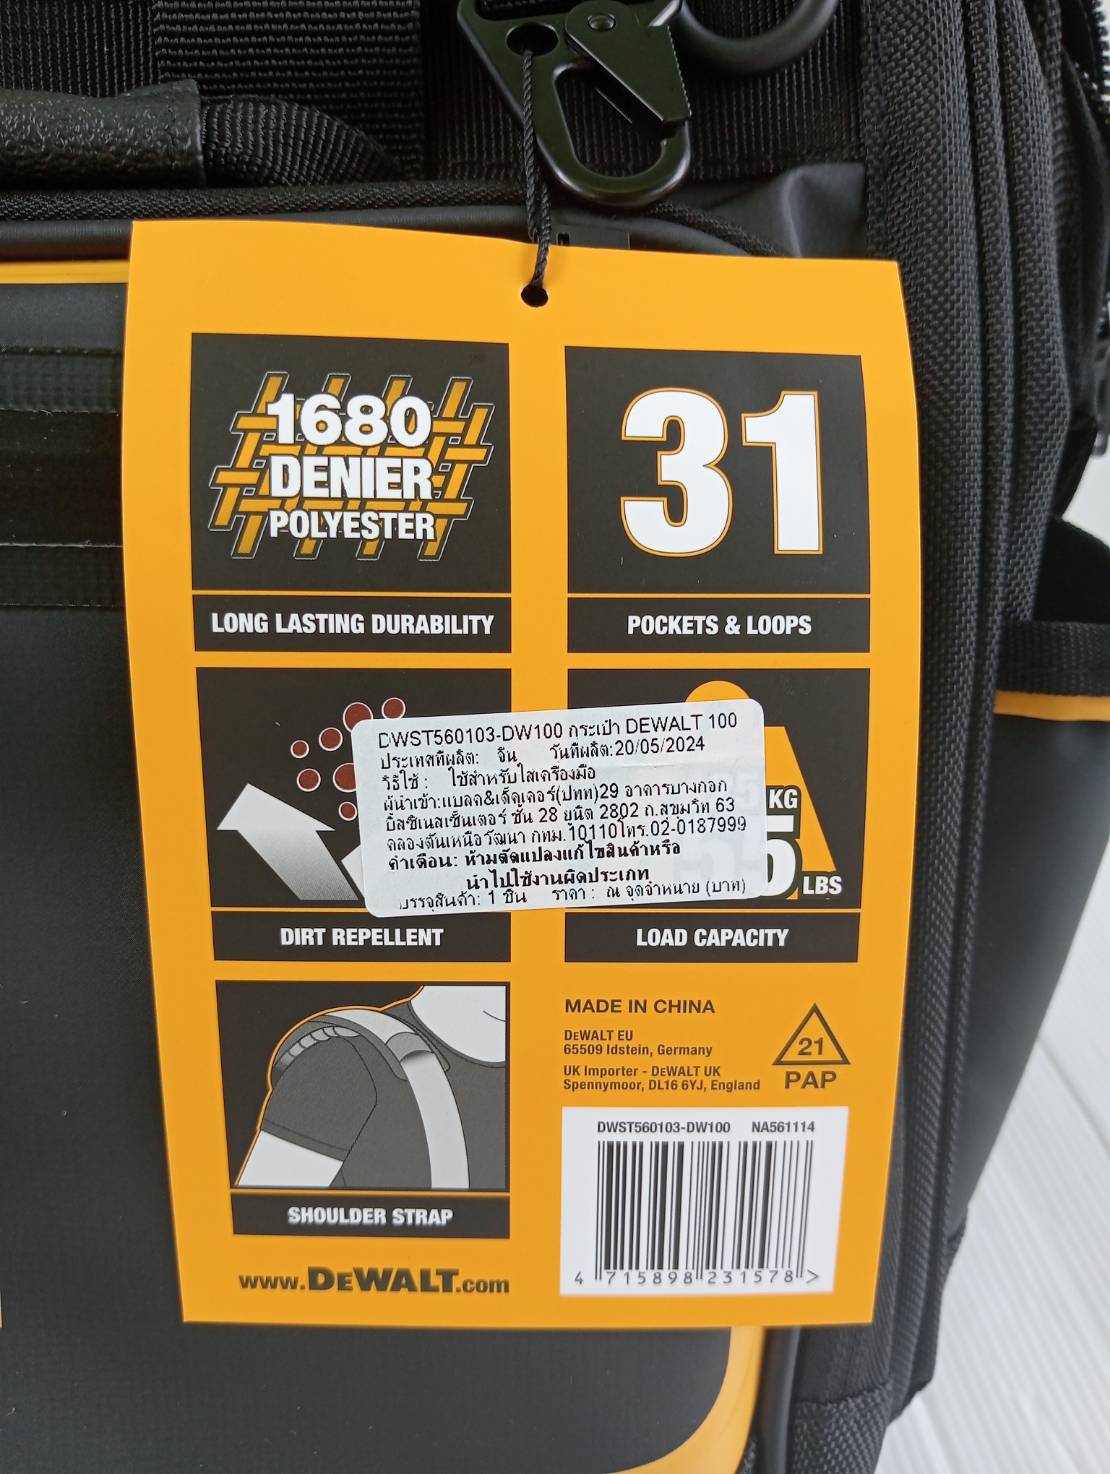 1680
DENIER
POLYESTER
LONG LASTING DURABILITY
31
POCKETS & LOOPS
DWST560103-DW100 กระเป๋า DEWALT 100
ประเทศที่ผลิต: จีน วันที่ผลิต:20/05/2024
วิธีใช้ : ใช้สำหรับใส่เครื่องมือ
ผู้นำเข้า:แบลค&เด็คเคอร์(ปทท)29 อาคารบางกอก
บิสซิเนสเซ็นเตอร์ ชั้น 28 ยูนิต 2802 ถ.สุขุมวิท 63
คลองตันเหนือวัฒนา กทม.10110โทร.02-0187999
คำเตือน: ห้ามดัดแปลงแก้ไขสินค้าหรือ
นำไปใช้งานผิดประเภท
บรรจุสินค้า: 1 ชิ้น ราคา : ณ จุดจำหน่าย (บาท)
KG
LBS
DIRT REPELLENT
LOAD CAPACITY
SHOULDER STRAP
MADE IN CHINA
DEWALT EU
65509 Idstein, Germany
UK Importer - DEWALT UK
Spennymoor, DL16 6YJ, England
21
PAP
DWST560103-DW100 NA561114
4 715898 231578 >
www.DEWALT.com